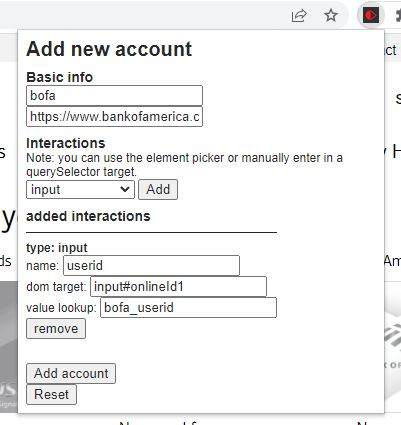 Add new account
Basic info
bofa
https://www.bankofamerica.c
Interactions
Note: you can use the element picker or manually enter in a
querySelector target.
input Add
added interactions
type: input
name: userid
dom target: input#onlineId1
value lookup: bofa_userid
remove
Add account
Reset